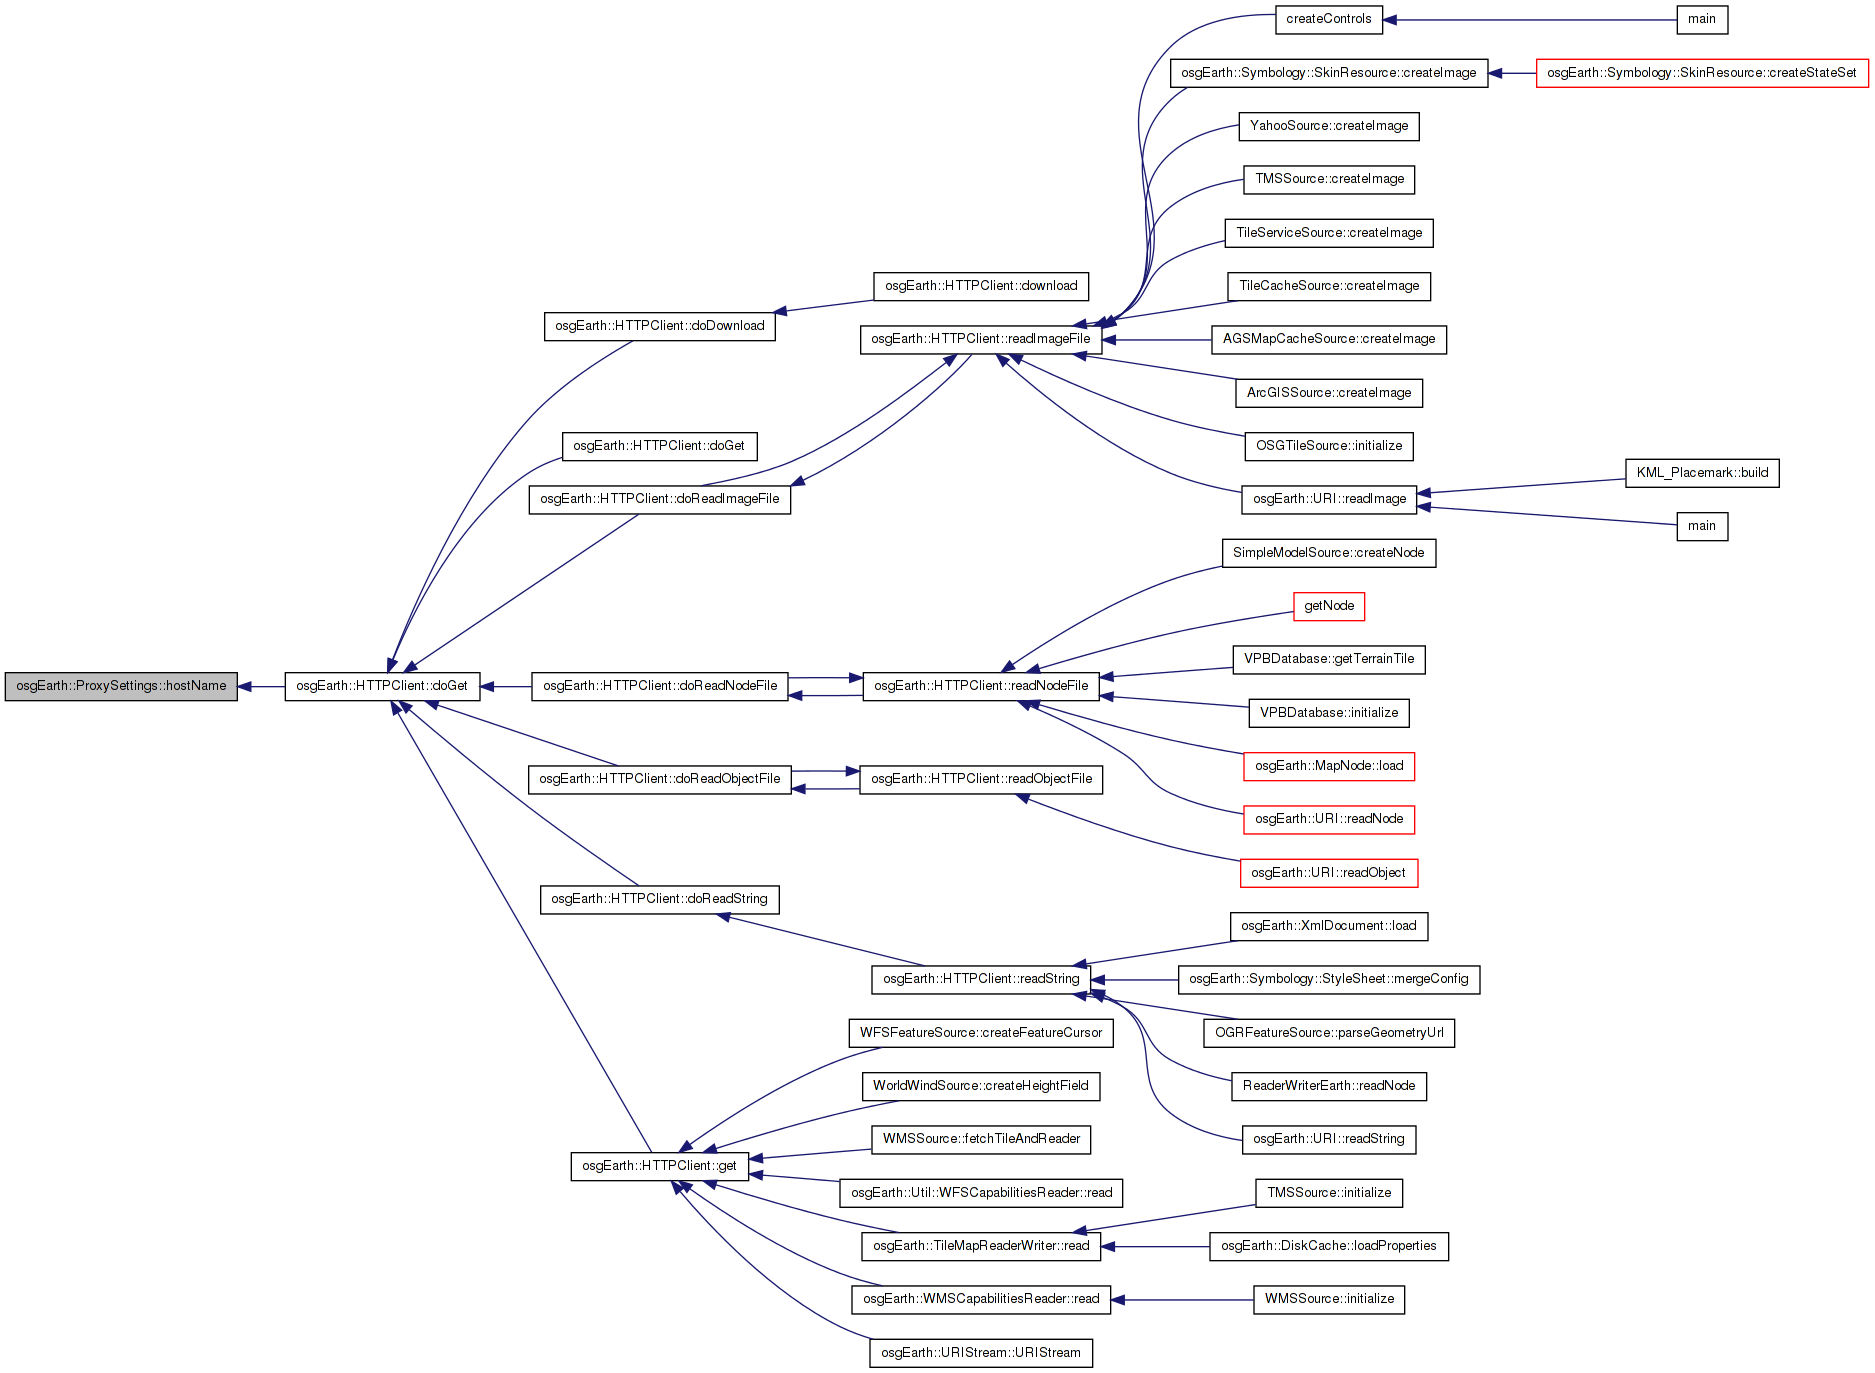 createControls
main
osgEarth::Symbology::SkinResource::createImage
osgEarth::Symbology::SkinResource::createStateSet
YahooSource::createImage
TMSSource::createImage
TileServiceSource::createImage
osgEarth::HTTPClient::download
TileCacheSource::createImage
osgEarth::HTTPClient::doDownload
osgEarth::HTTPClient::readImageFile
AGSMapCacheSource::createImage
ArcGISSource::createImage
osgEarth::HTTPClient::doGet
OSGTileSource::initialize
KML_Placemark::build
osgEarth::HTTPClient::doReadImageFile
osgEarth::URI::readImage
main
SimpleModelSource::createNode
getNode
VPBDatabase::getTerrainTile
osgEarth::ProxySettings::hostName
osgEarth::HTTPClient::doGet
osgEarth::HTTPClient::doReadNodeFile
osgEarth::HTTPClient::readNodeFile
VPBDatabase::initialize
osgEarth::MapNode::load
osgEarth::HTTPClient::doReadObjectFile
osgEarth::HTTPClient::readObjectFile
osgEarth::URI::readNode
osgEarth::URI::readObject
osgEarth::HTTPClient::doReadString
osgEarth::XmlDocument::load
osgEarth::HTTPClient::readString
osgEarth::Symbology::StyleSheet::mergeConfig
WFSFeatureSource::createFeatureCursor
OGRFeatureSource::parseGeometryUrl
WorldWindSource::createHeightField
ReaderWriterEarth::readNode
WMSSource::fetchTileAndReader
osgEarth::URI::readString
osgEarth::HTTPClient::get
osgEarth::Util::WFSCapabilitiesReader::read
TMSSource::initialize
osgEarth::TileMapReaderWriter::read
osgEarth::DiskCache::loadProperties
osgEarth::WMSCapabilitiesReader::read
WMSSource::initialize
osgEarth::URIStream::URIStream